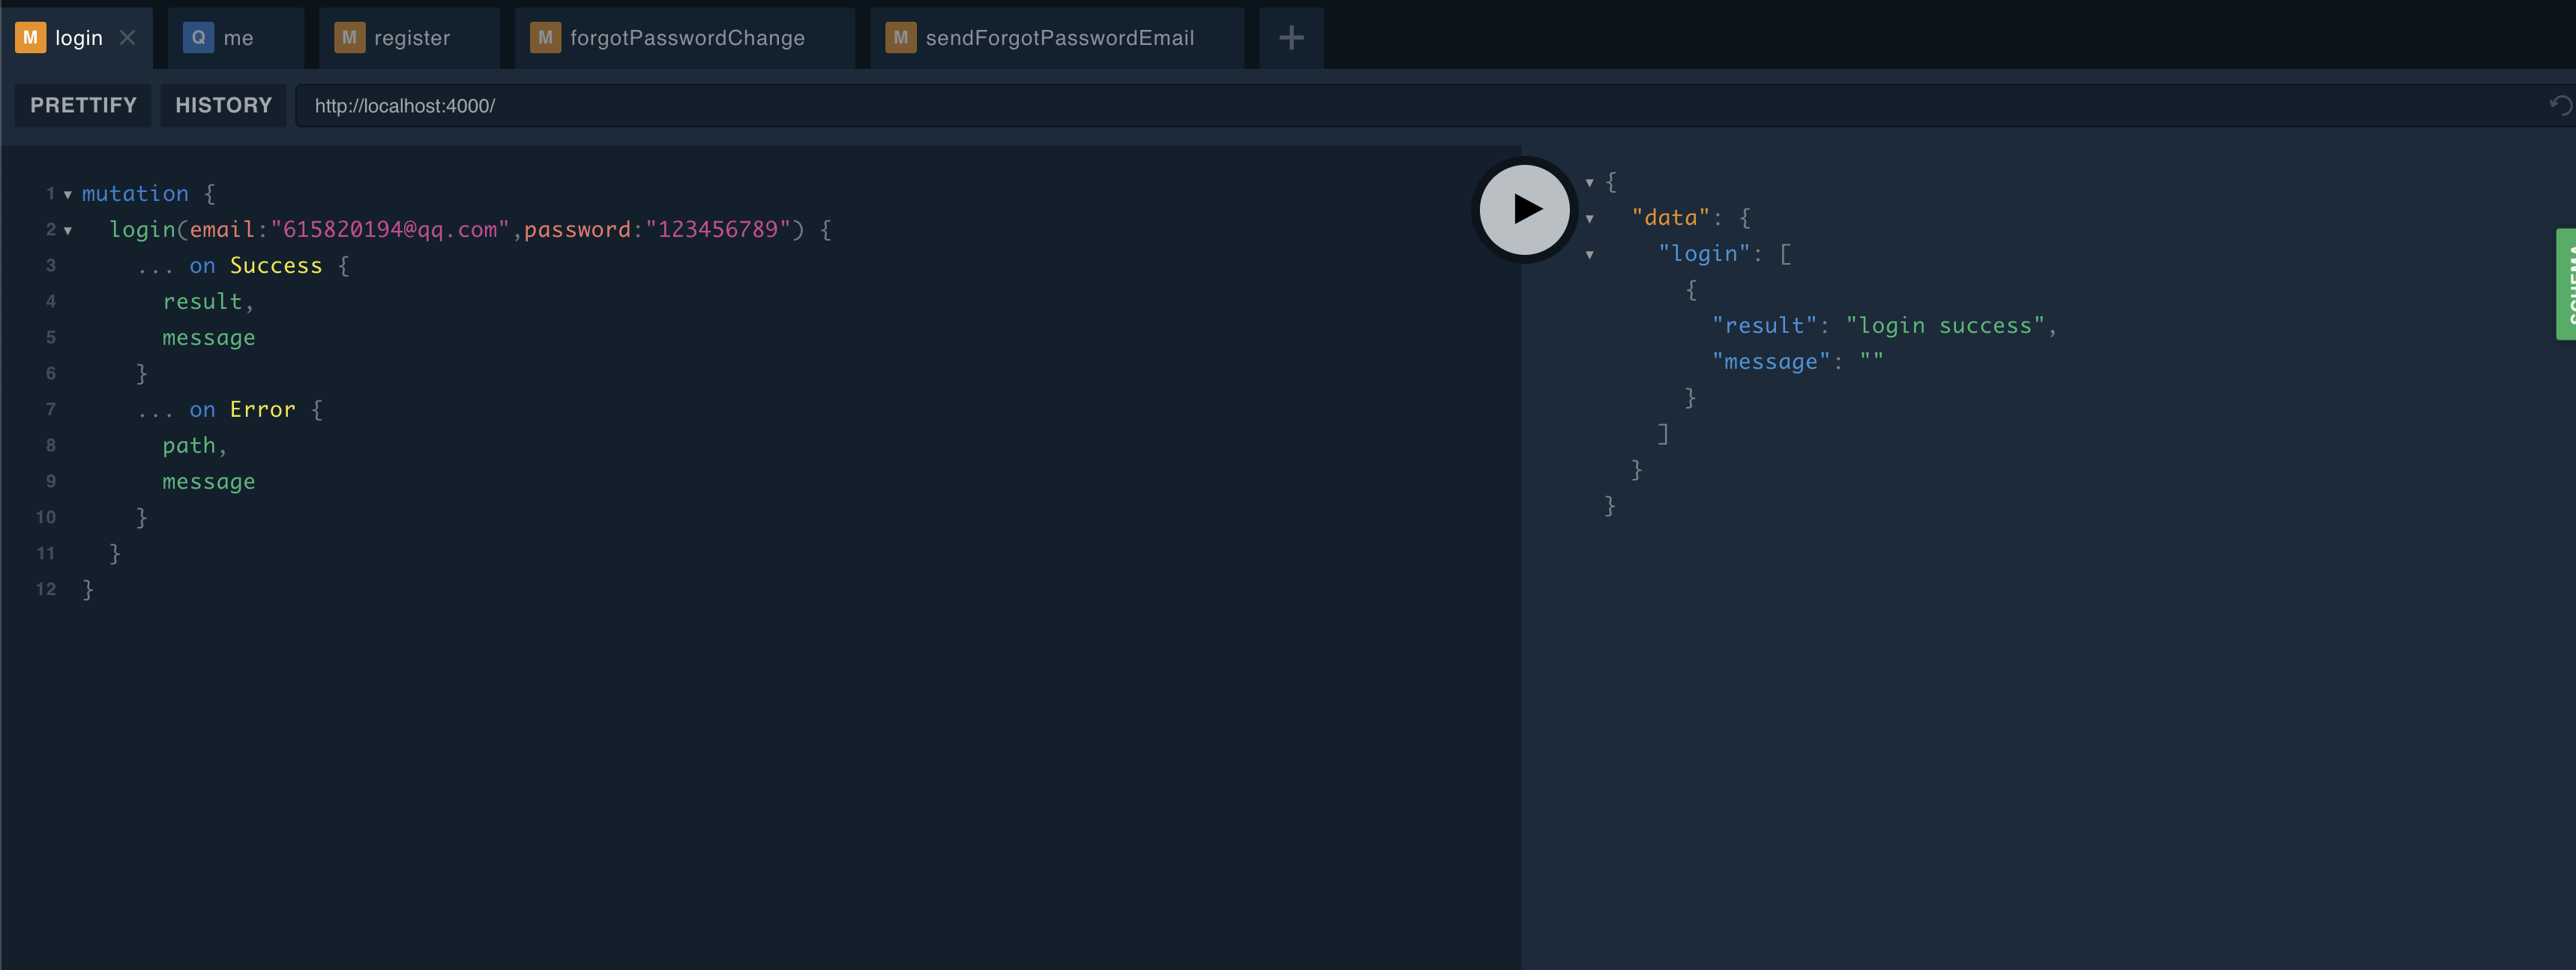 M login × Q me M register M forgotPasswordChange M sendForgotPasswordEmail +
PRETTIFY HISTORY http://localhost:4000/
1 mutation {
2 login(email:"615820194@qq.com",password:"123456789") {
3 ... on Success {
4 result,
5 message
6 }
7 ... on Error {
8 path,
9 message
10 }
11 }
12 }
{
"data": {
"login": [
{
"result": "login success",
"message": ""
}
]
}
}
SCHEMA